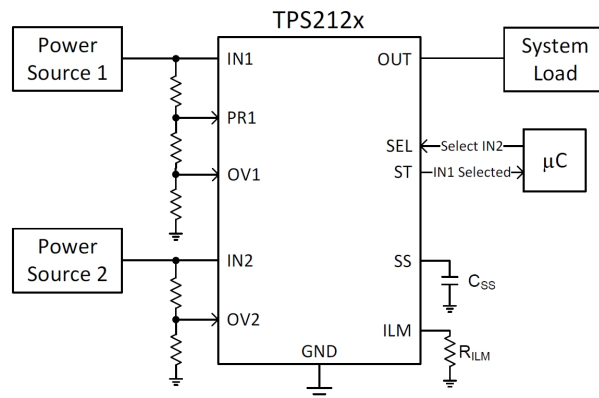 TPS212x
Power
Source 1
IN1
OUT
System
Load
PR1
SEL
Select IN2
μC
OV1
ST
IN1 Selected
Power
Source 2
IN2
SS
CSS
OV2
ILM
RILM
GND